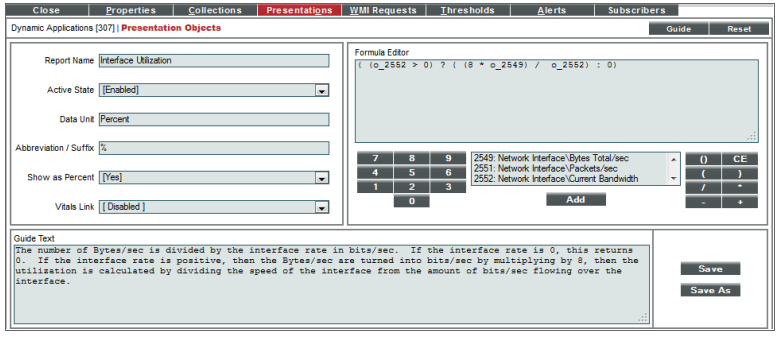 Close Properties Collections Presentations WMI Requests Thresholds Alerts Subscribers
Dynamic Applications [307] | Presentation Objects Guide Reset
Report Name Interface Utilization
Active State [Enabled]
Data Unit Percent
Abbreviation / Suffix %
Show as Percent [Yes]
Vitals Link [ Disabled ]
Formula Editor
( (o_2552 > 0) ? ( (8 * o_2549) / o_2552) : 0)
7 8 9
4 5 6
1 2 3
0
2549: Network Interface\Bytes Total/sec
2551: Network Interface\Packets/sec
2552: Network Interface\Current Bandwidth
Add
() CE
( )
/ *
- +
Guide Text
The number of Bytes/sec is divided by the interface rate in bits/sec. If the interface rate is 0, this returns
0. If the interface rate is positive, then the Bytes/sec are turned into bits/sec by multiplying by 8, then the
utilization is calculated by dividing the speed of the interface from the amount of bits/sec flowing over the
interface.
Save
Save As